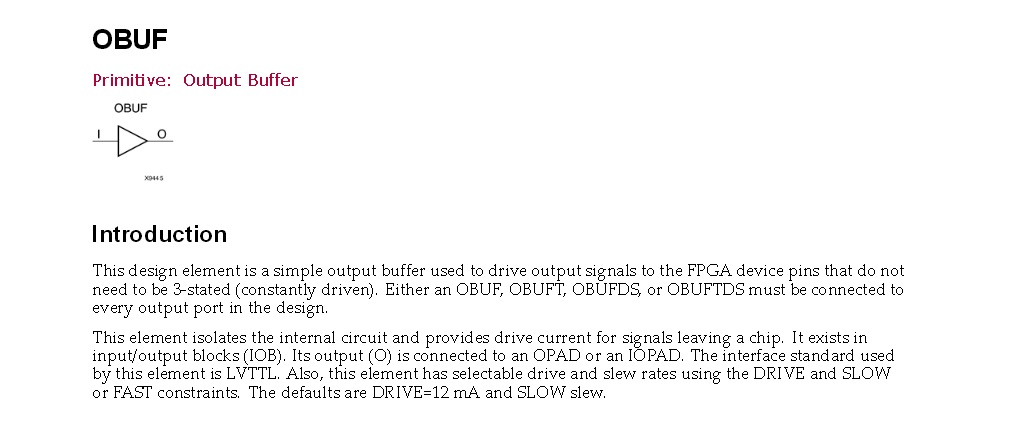 OBUF
Primitive: Output Buffer
OBUF
I O
X9445
Introduction
This design element is a simple output buffer used to drive output signals to the FPGA device pins that do not
need to be 3-stated (constantly driven). Either an OBUF, OBUFT, OBUFDS, or OBUFTDS must be connected to
every output port in the design.
This element isolates the internal circuit and provides drive current for signals leaving a chip. It exists in
input/output blocks (IOB). Its output (O) is connected to an OPAD or an IOPAD. The interface standard used
by this element is LVTTL. Also, this element has selectable drive and slew rates using the DRIVE and SLOW
or FAST constraints. The defaults are DRIVE=12 mA and SLOW slew.